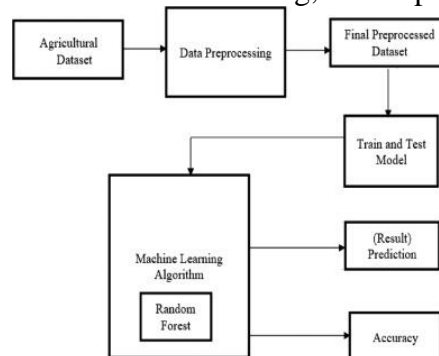 g,
Agricultural
Dataset
Data Preprocessing
Final Preprocessed
Dataset
Train and Test
Model
Machine Learning
Algorithm
Random
Forest
(Result)
Prediction
Accuracy